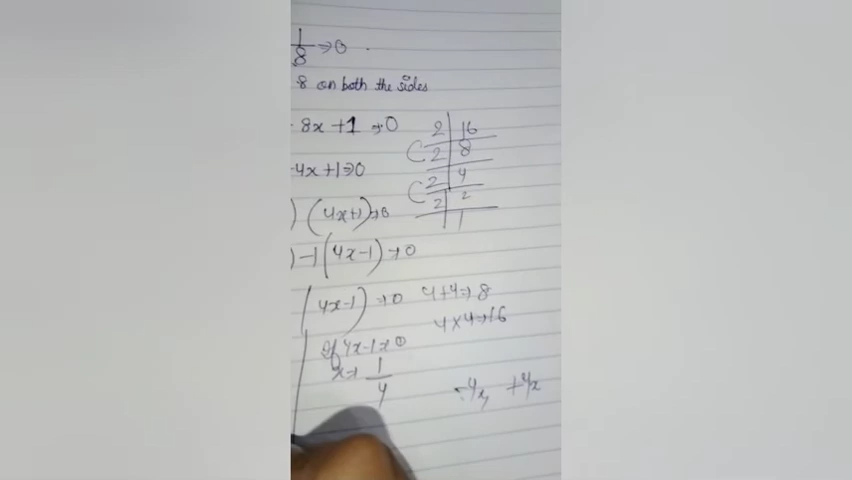 1/8 => 0
8 on both the sides
- 8x + 1 => 0
2 | 16
2 | 8
2 | 4
2 | 2
1
- 4x + 1 => 0
) (4x+1) => 0
) -1 (4x-1) => 0
(4x-1) => 0
4+4 => 8
4×4 => 16
If 4x-1 => 0
x => 1/4
-4x, +4x